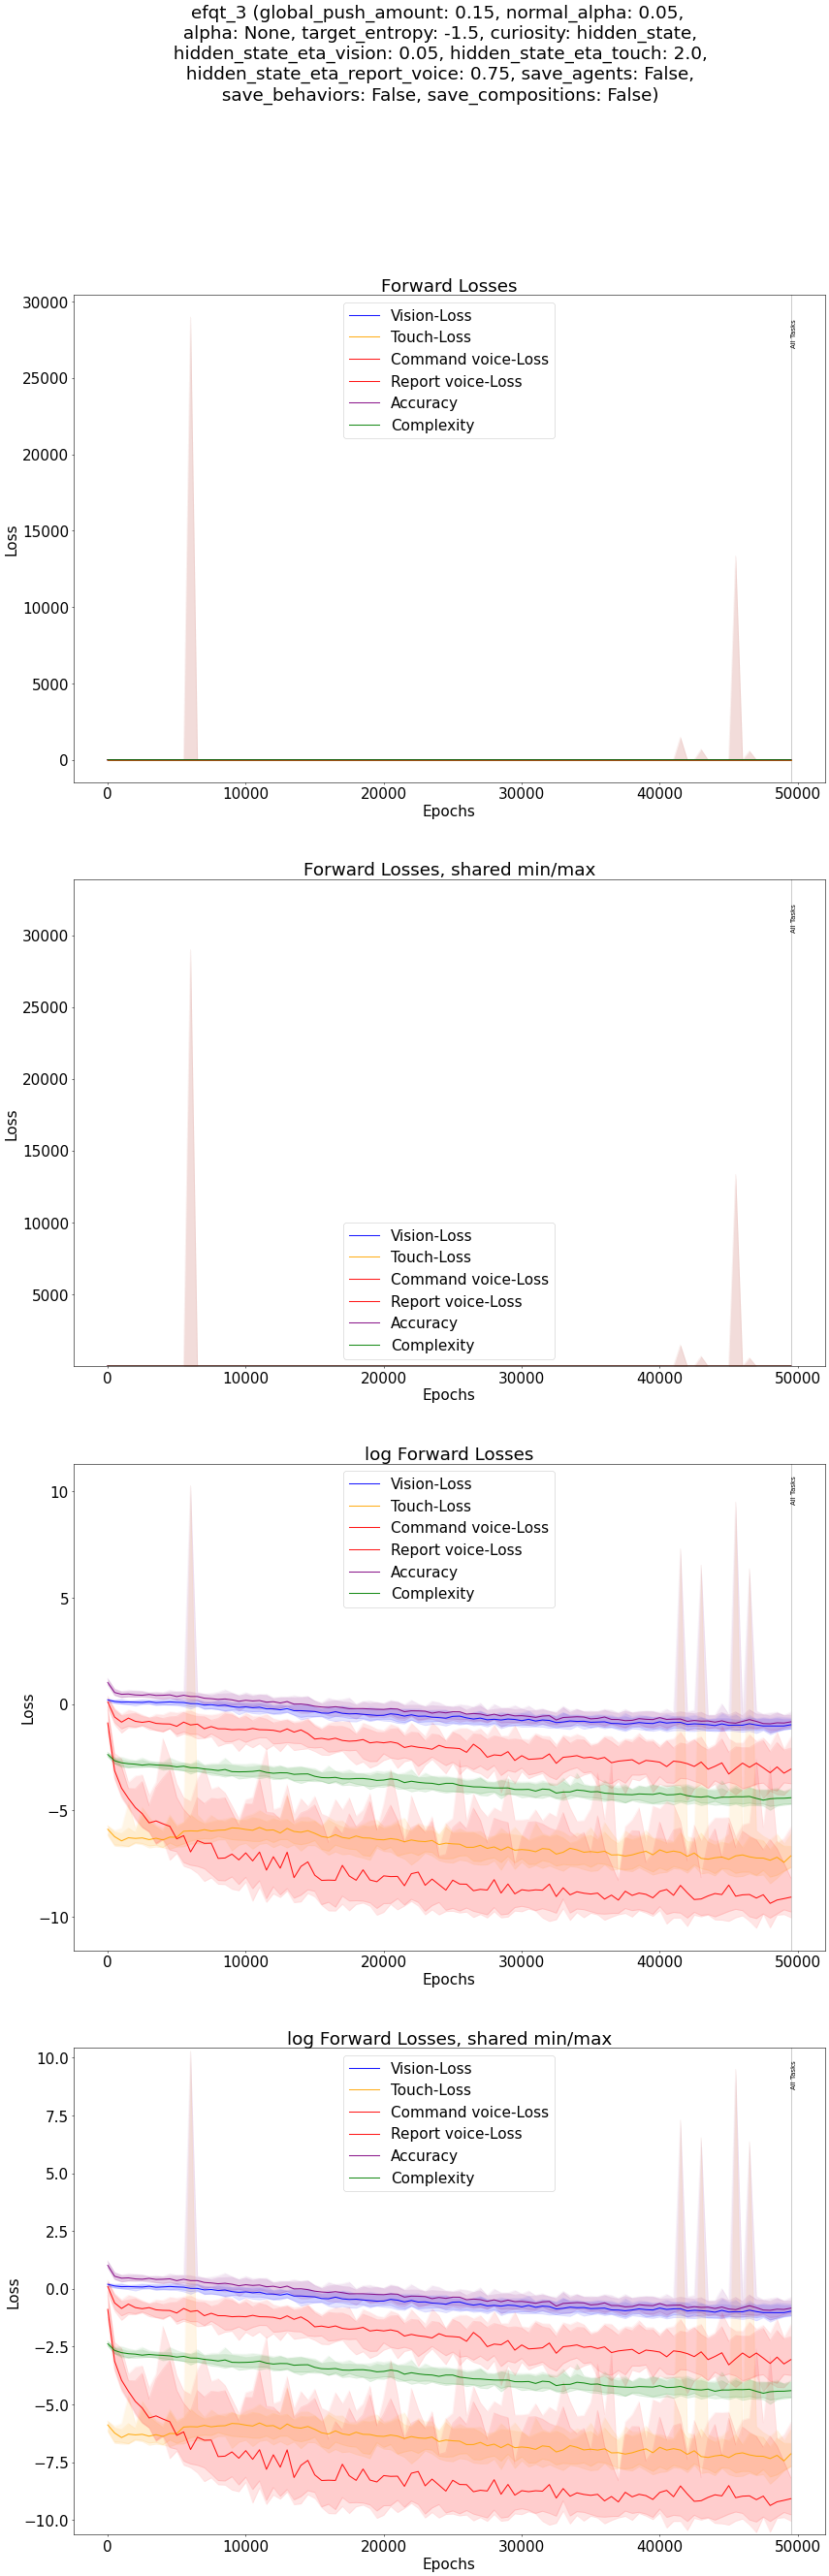 efqt_3 (global_push_amount: 0.15, normal_alpha: 0.05,
alpha: None, target_entropy: -1.5, curiosity: hidden_state,
hidden_state_eta_vision: 0.05, hidden_state_eta_touch: 2.0,
hidden_state_eta_report_voice: 0.75, save_agents: False,
save_behaviors: False, save_compositions: False)
Forward Losses
30000
25000
20000
15000
10000
5000
0
Loss
Vision-Loss
Touch-Loss
Command voice-Loss
Report voice-Loss
Accuracy
Complexity
All Tasks
0 10000 20000 30000 40000 50000
Epochs
Forward Losses, shared min/max
30000
25000
20000
15000
10000
5000
Loss
Vision-Loss
Touch-Loss
Command voice-Loss
Report voice-Loss
Accuracy
Complexity
All Tasks
0 10000 20000 30000 40000 50000
Epochs
log Forward Losses
10
5
0
−5
−10
Loss
Vision-Loss
Touch-Loss
Command voice-Loss
Report voice-Loss
Accuracy
Complexity
All Tasks
0 10000 20000 30000 40000 50000
Epochs
log Forward Losses, shared min/max
10.0
7.5
5.0
2.5
0.0
−2.5
−5.0
−7.5
−10.0
Loss
Vision-Loss
Touch-Loss
Command voice-Loss
Report voice-Loss
Accuracy
Complexity
All Tasks
0 10000 20000 30000 40000 50000
Epochs